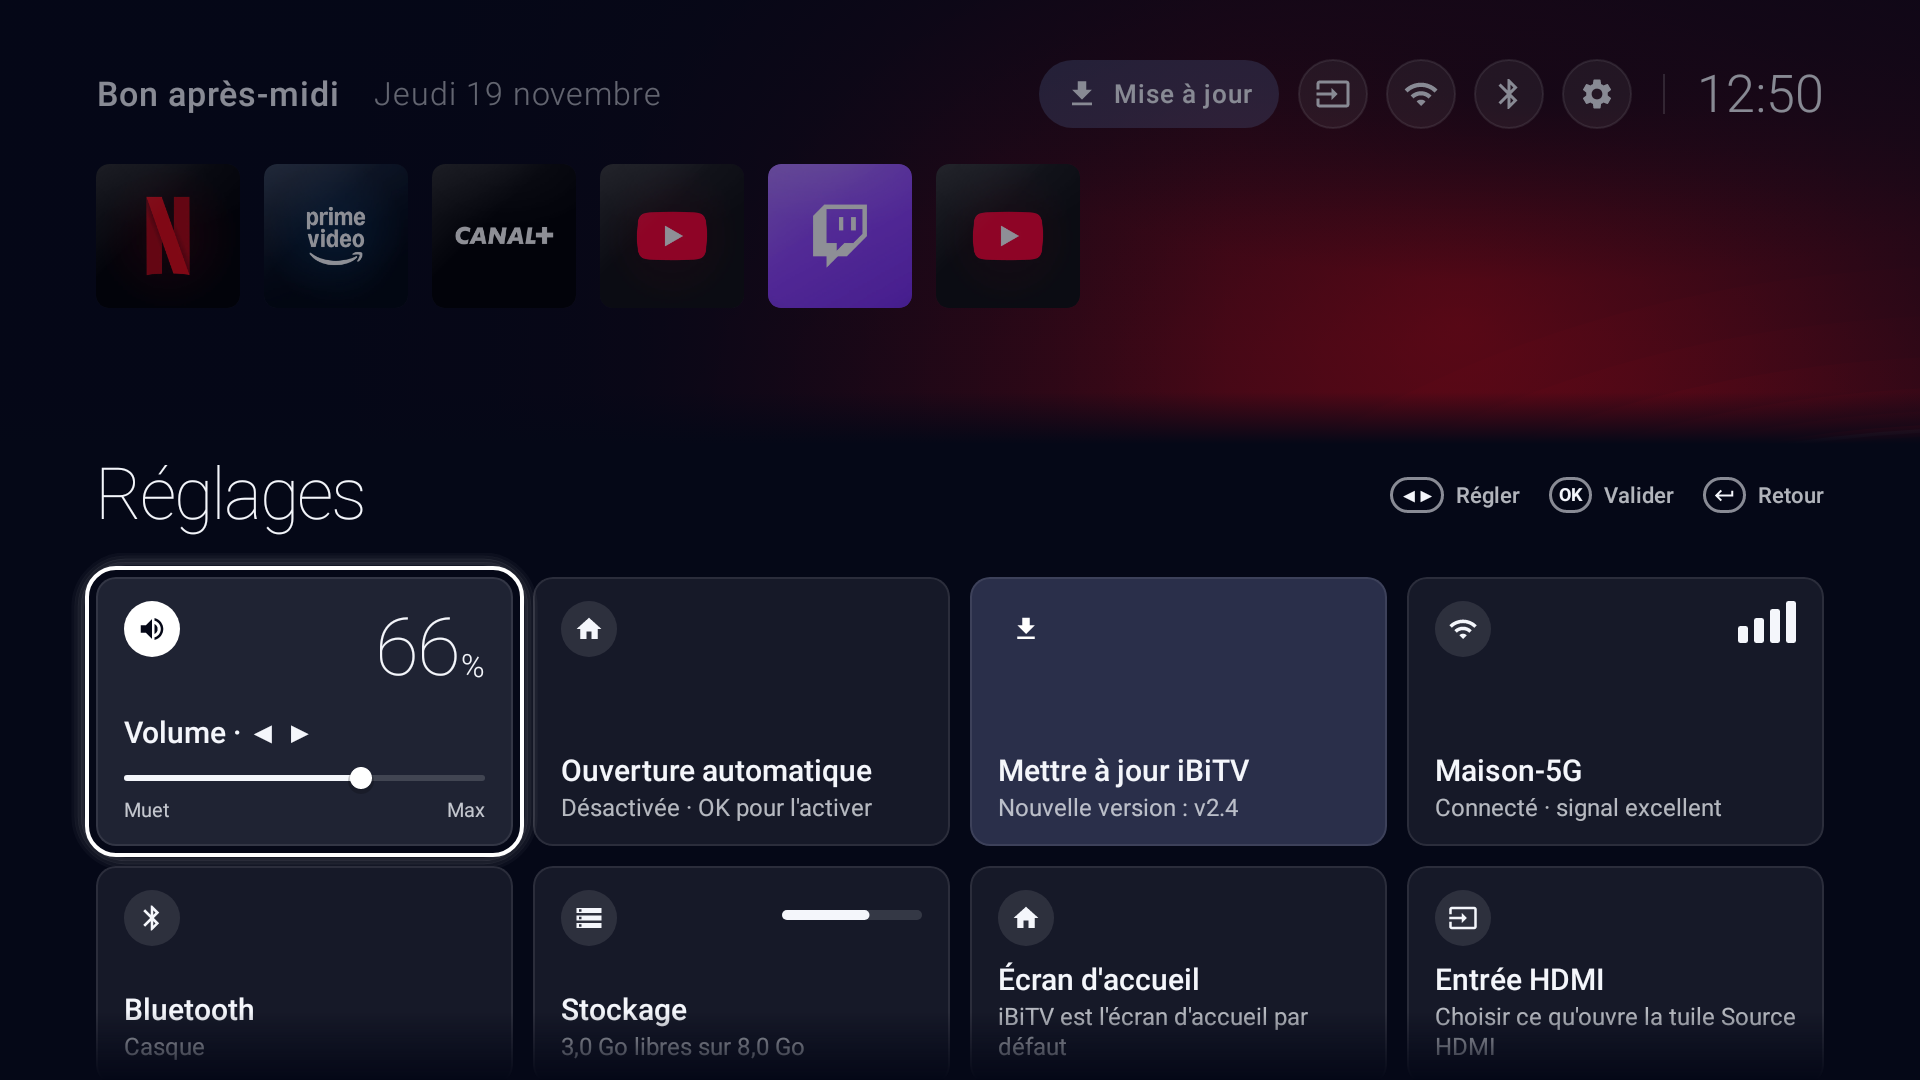 Bon après-midi Jeudi 19 novembre
Mise à jour
12:50
prime
video
CANAL+
Réglages
Régler
OK Valider
Retour
66%
Volume · ◀ ▶
Muet Max
Ouverture automatique
Désactivée · OK pour l'activer
Mettre à jour iBiTV
Nouvelle version : v2.4
Maison-5G
Connecté · signal excellent
Bluetooth
Casque
Stockage
3,0 Go libres sur 8,0 Go
Écran d'accueil
iBiTV est l'écran d'accueil par
défaut
Entrée HDMI
Choisir ce qu'ouvre la tuile Source
HDMI